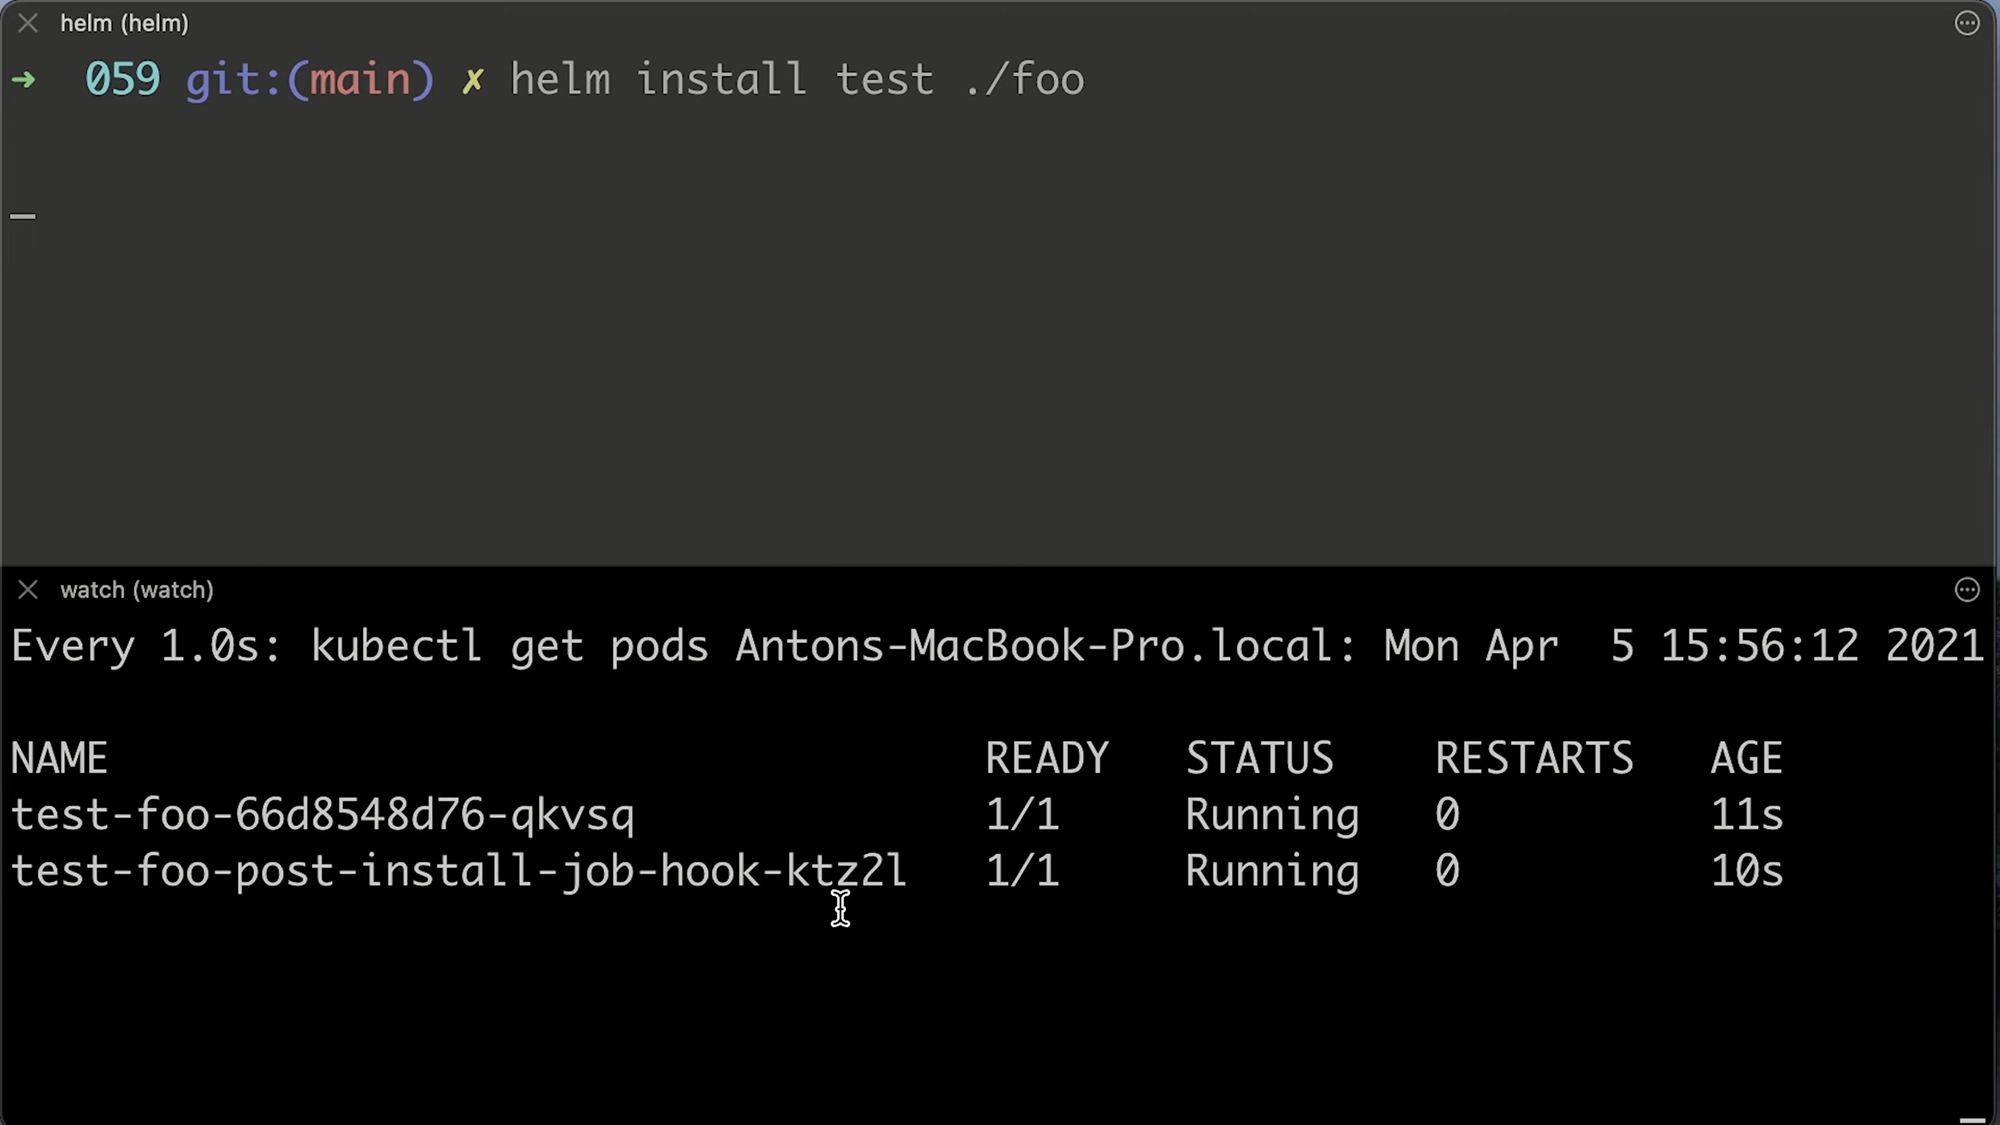 helm (helm)
→ 059 git:(main) ✗ helm install test ./foo
watch (watch)
Every 1.0s: kubectl get pods Antons-MacBook-Pro.local: Mon Apr  5 15:56:12 2021
NAME READY STATUS RESTARTS AGE
test-foo-66d8548d76-qkvsq 1/1 Running 0 11s
test-foo-post-install-job-hook-ktz2l 1/1 Running 0 10s